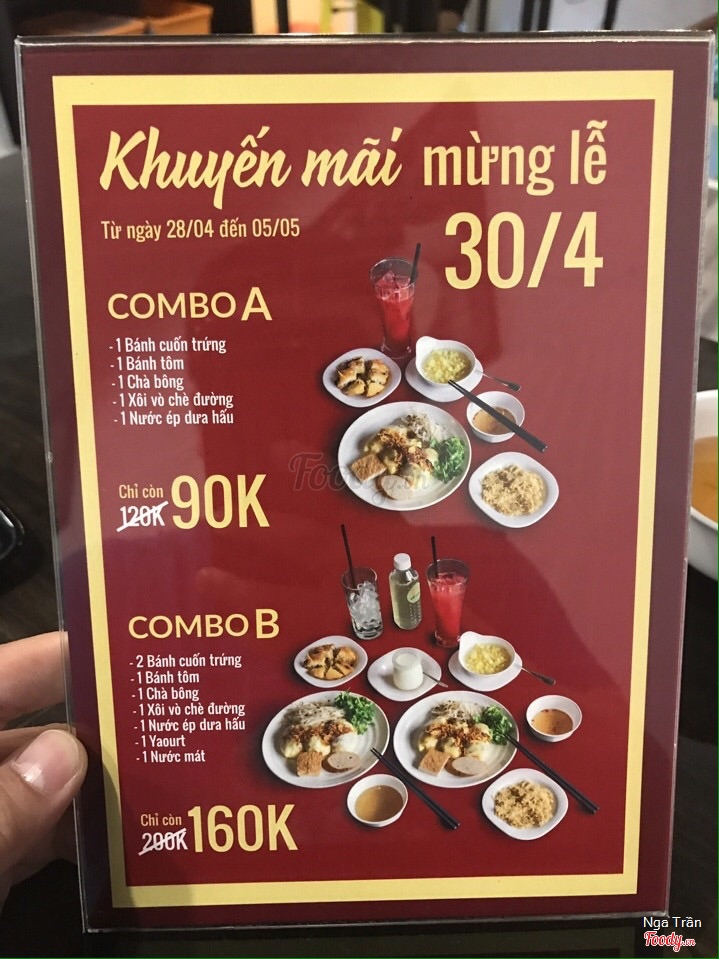 Khuyến mãi mừng lễ
30/4
Từ ngày 28/04 đến 05/05
COMBO A
- 1 Bánh cuốn trứng
- 1 Bánh tôm
- 1 Chà bông
- 1 Xôi vò chè đường
- 1 Nước ép dưa hấu
Chỉ còn
120K 90K
Foody.vn
COMBO B
- 2 Bánh cuốn trứng
- 1 Bánh tôm
- 1 Chà bông
- 1 Xôi vò chè đường
- 1 Nước ép dưa hấu
- 1 Yaourt
- 1 Nước mát
Chỉ còn
200K 160K
Nga Trần
Foody.vn